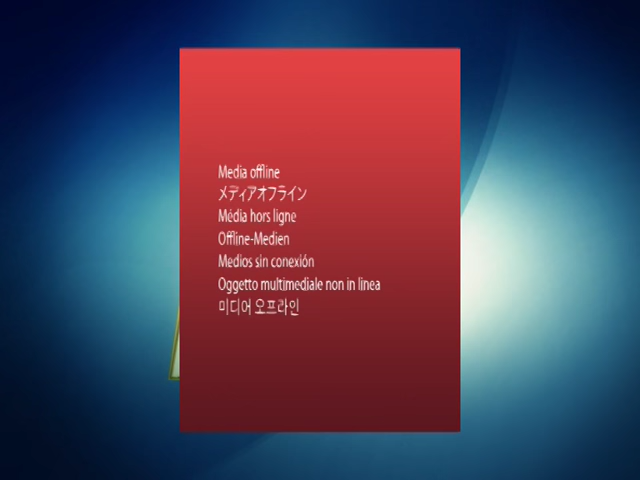 Media offline
メディアオフライン
Média hors ligne
Offline-Medien
Medios sin conexión
Oggetto multimediale non in linea
미디어 오프라인